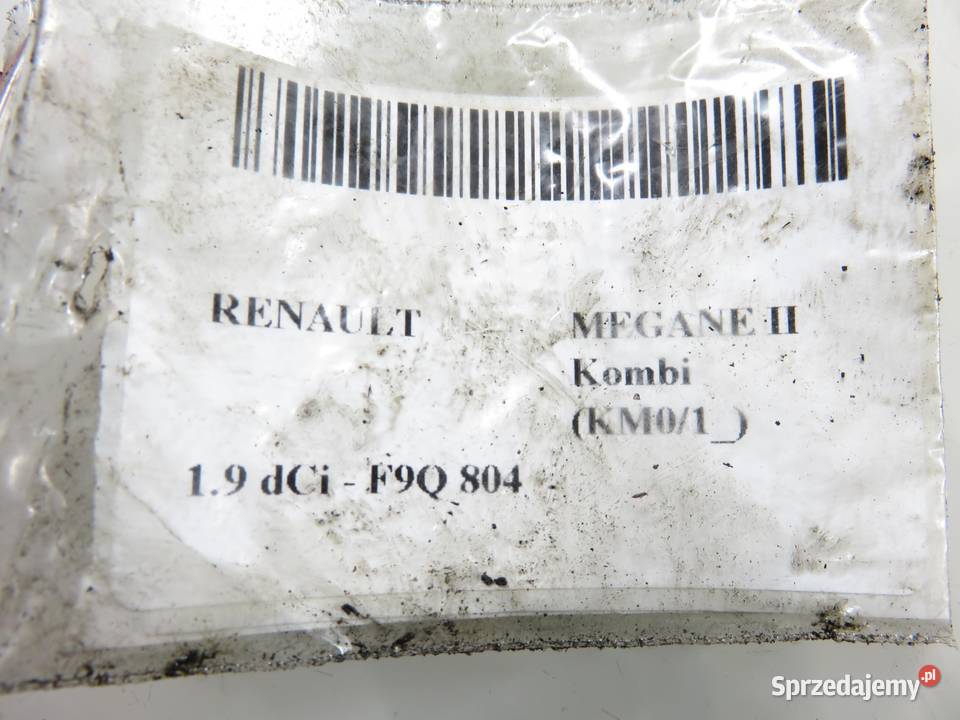 RENAULT MEGANE II
Kombi
(KM0/1_)
1.9 dCi - F9Q 804
Sprzedajemy.pl